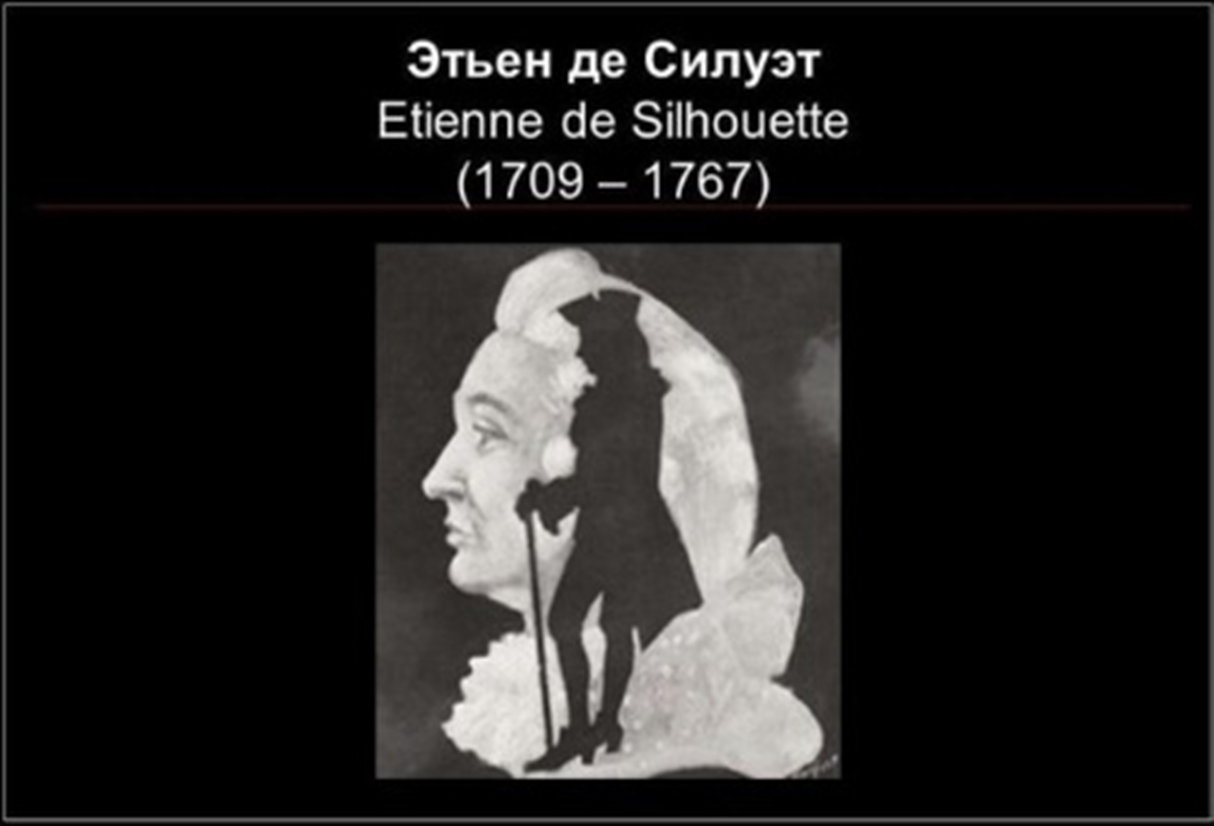 Этьен де Силуэт
Etienne de Silhouette
(1709 – 1767)